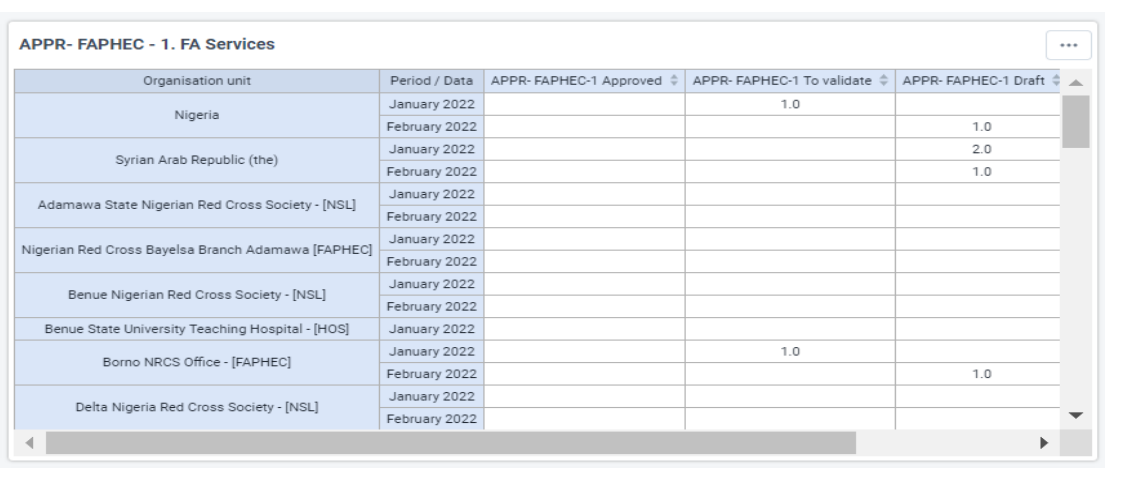 APPR- FAPHEC - 1. FA Services
Organisation unit Period / Data APPR- FAPHEC-1 Approved APPR- FAPHEC-1 To validate APPR- FAPHEC-1 Draft
Nigeria January 2022 1.0
February 2022 1.0
Syrian Arab Republic (the) January 2022 2.0
February 2022 1.0
Adamawa State Nigerian Red Cross Society - [NSL] January 2022
February 2022
Nigerian Red Cross Bayelsa Branch Adamawa [FAPHEC] January 2022
February 2022
Benue Nigerian Red Cross Society - [NSL] January 2022
February 2022
Benue State University Teaching Hospital - [HOS] January 2022
Borno NRCS Office - [FAPHEC] January 2022 1.0
February 2022 1.0
Delta Nigeria Red Cross Society - [NSL] January 2022
February 2022